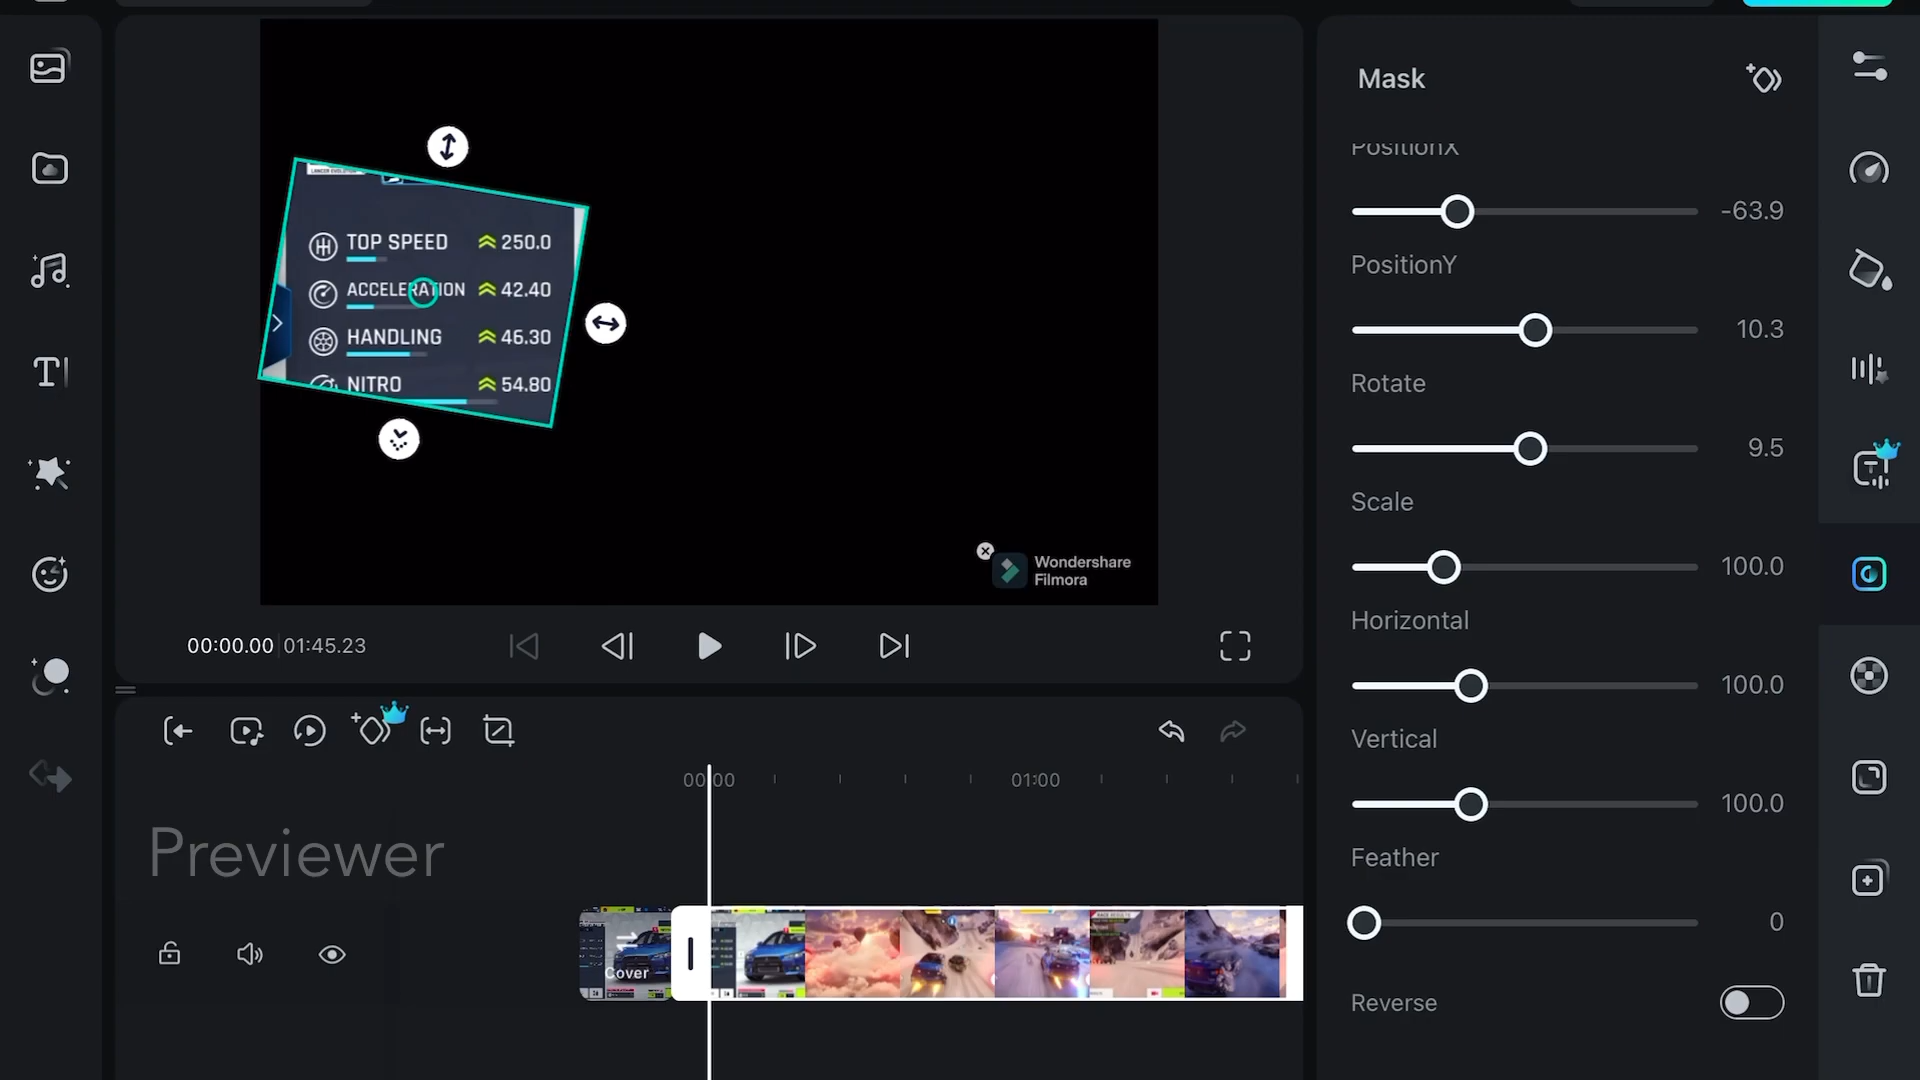 Mask
PositionX
-63.9
PositionY
10.3
Rotate
9.5
Scale
100.0
Horizontal
100.0
Vertical
100.0
Feather
0
Reverse
LANCER EVOLUTION
TOP SPEED 250.0
ACCELERATION 42.40
HANDLING 46.30
NITRO 54.80
Wondershare
Filmora
00:00.00 01:45.23
00:00 01:00
Previewer
Cover